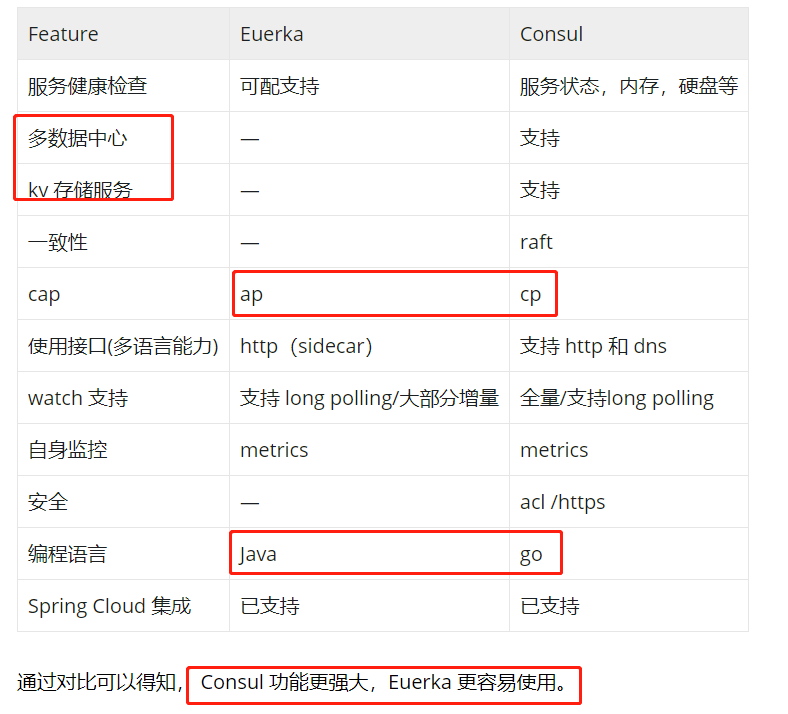 Feature Euerka Consul
服务健康检查 可配支持 服务状态，内存，硬盘等
多数据中心 — 支持
kv 存储服务 — 支持
一致性 — raft
cap ap cp
使用接口(多语言能力) http（sidecar） 支持 http 和 dns
watch 支持 支持 long polling/大部分增量 全量/支持long polling
自身监控 metrics metrics
安全 — acl /https
编程语言 Java go
Spring Cloud 集成 已支持 已支持
通过对比可以得知，Consul 功能更强大，Euerka 更容易使用。